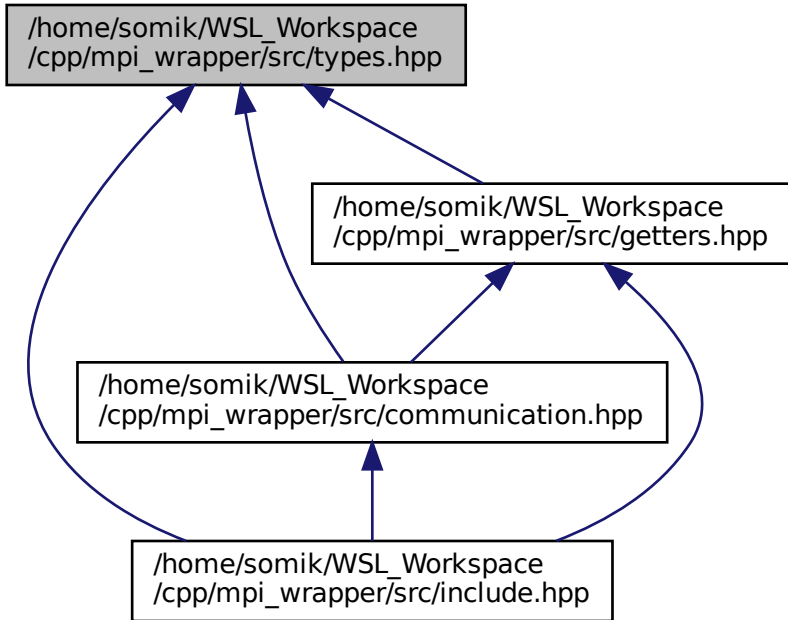 /home/somik/WSL_Workspace
/cpp/mpi_wrapper/src/types.hpp
/home/somik/WSL_Workspace
/cpp/mpi_wrapper/src/getters.hpp
/home/somik/WSL_Workspace
/cpp/mpi_wrapper/src/communication.hpp
/home/somik/WSL_Workspace
/cpp/mpi_wrapper/src/include.hpp